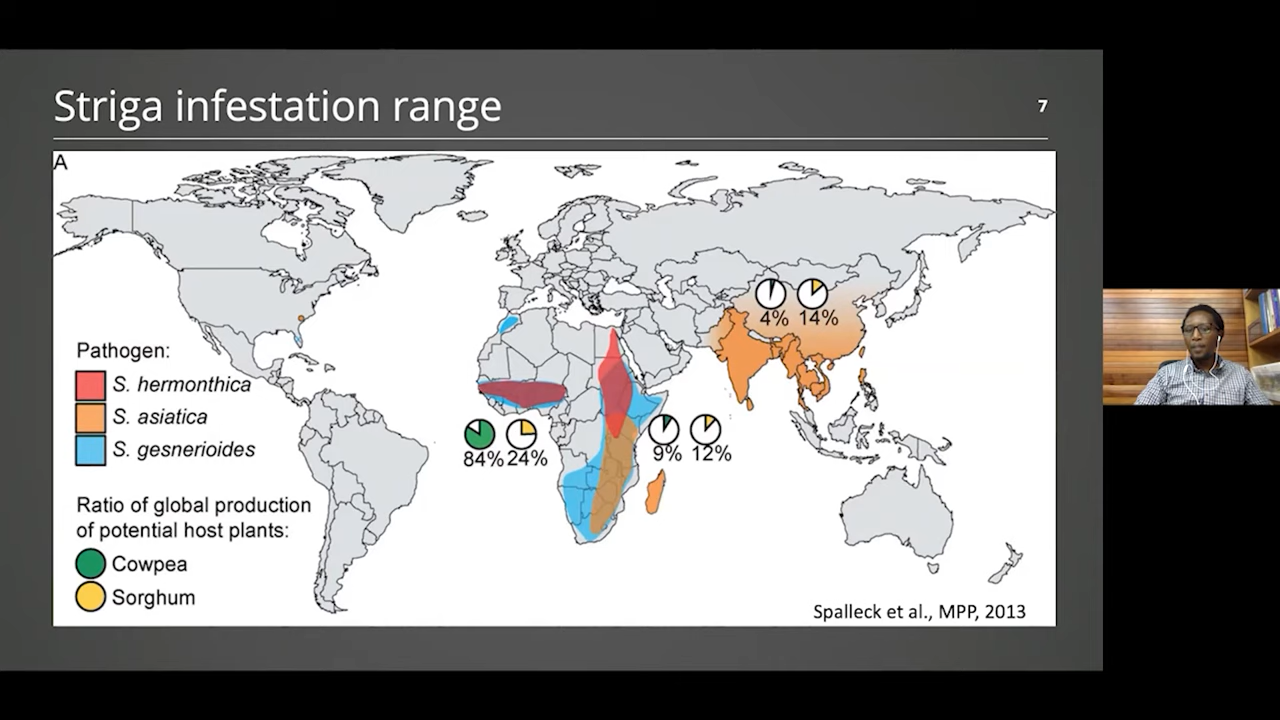 Striga infestation range
7
A
4% 14%
Pathogen:
S. hermonthica
S. asiatica
S. gesnerioides
84% 24%
9% 12%
Ratio of global production
of potential host plants:
Cowpea
Sorghum
Spalleck et al., MPP, 2013